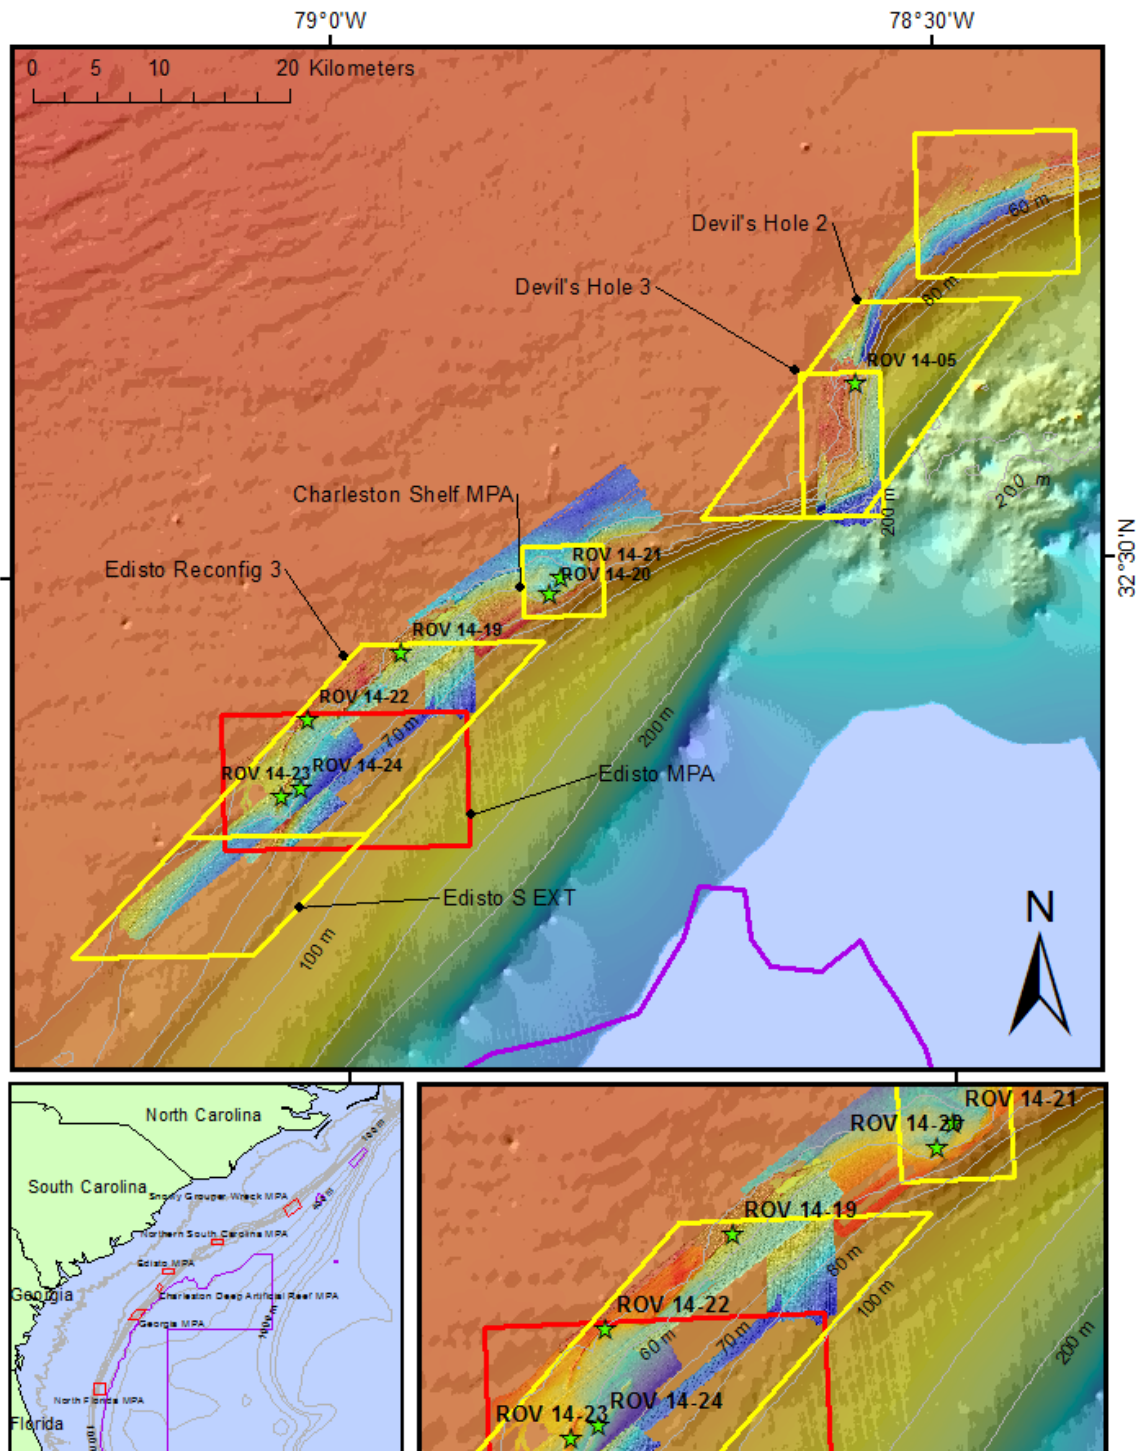 79°0'W
78°30'W
0 5 10 20 Kilometers
60 m
Devil's Hole 2
Devil's Hole 3
80 m
ROV 14-05
200 m
200 m
Charleston Shelf MPA
32°30'N
ROV 14-21
ROV 14-20
Edisto Reconfig 3
ROV 14-19
ROV 14-22
70 m
200 m
ROV 14-24
ROV 14-23
Edisto MPA
Edisto S EXT
N
100 m
North Carolina
100 m
South Carolina
Snowy Grouper Wreck MPA
Northern South Carolina MPA
Edisto MPA
Georgia
Charleston Deep Artificial Reef MPA
Georgia MPA
North Florida MPA
Florida
ROV 14-21
ROV 14-20
ROV 14-19
80 m
100 m
ROV 14-22
60 m
70 m
200 m
ROV 14-24
ROV 14-23